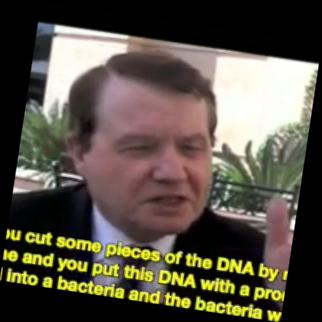 ou cut some pieces of the DNA by
e and you put this DNA with a pro
into a bacteria and the bacteria w